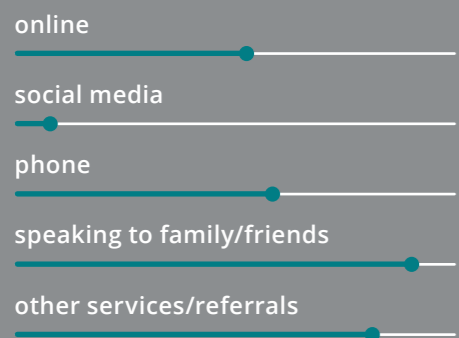 online
social media
phone
speaking to family/friends
other services/referrals